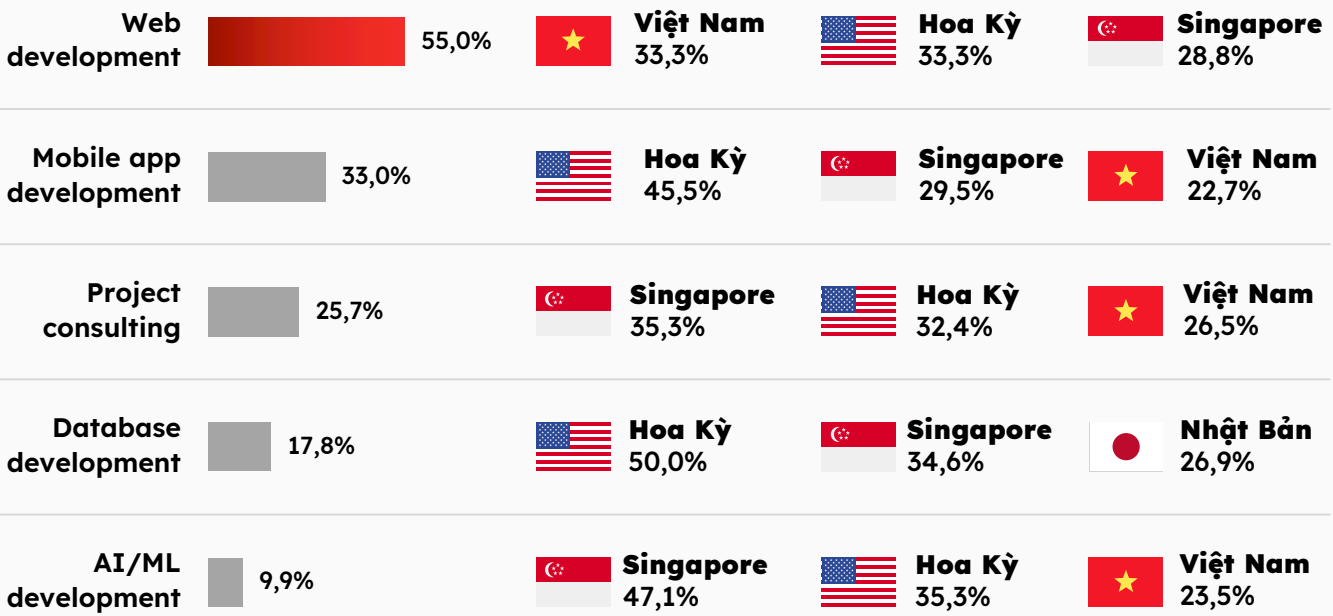 Web
development
55,0%
Việt Nam
33,3%
Hoa Kỳ
33,3%
Singapore
28,8%
Mobile app
development
33,0%
Hoa Kỳ
45,5%
Singapore
29,5%
Việt Nam
22,7%
Project
consulting
25,7%
Singapore
35,3%
Hoa Kỳ
32,4%
Việt Nam
26,5%
Database
development
17,8%
Hoa Kỳ
50,0%
Singapore
34,6%
Nhật Bản
26,9%
AI/ML
development
9,9%
Singapore
47,1%
Hoa Kỳ
35,3%
Việt Nam
23,5%